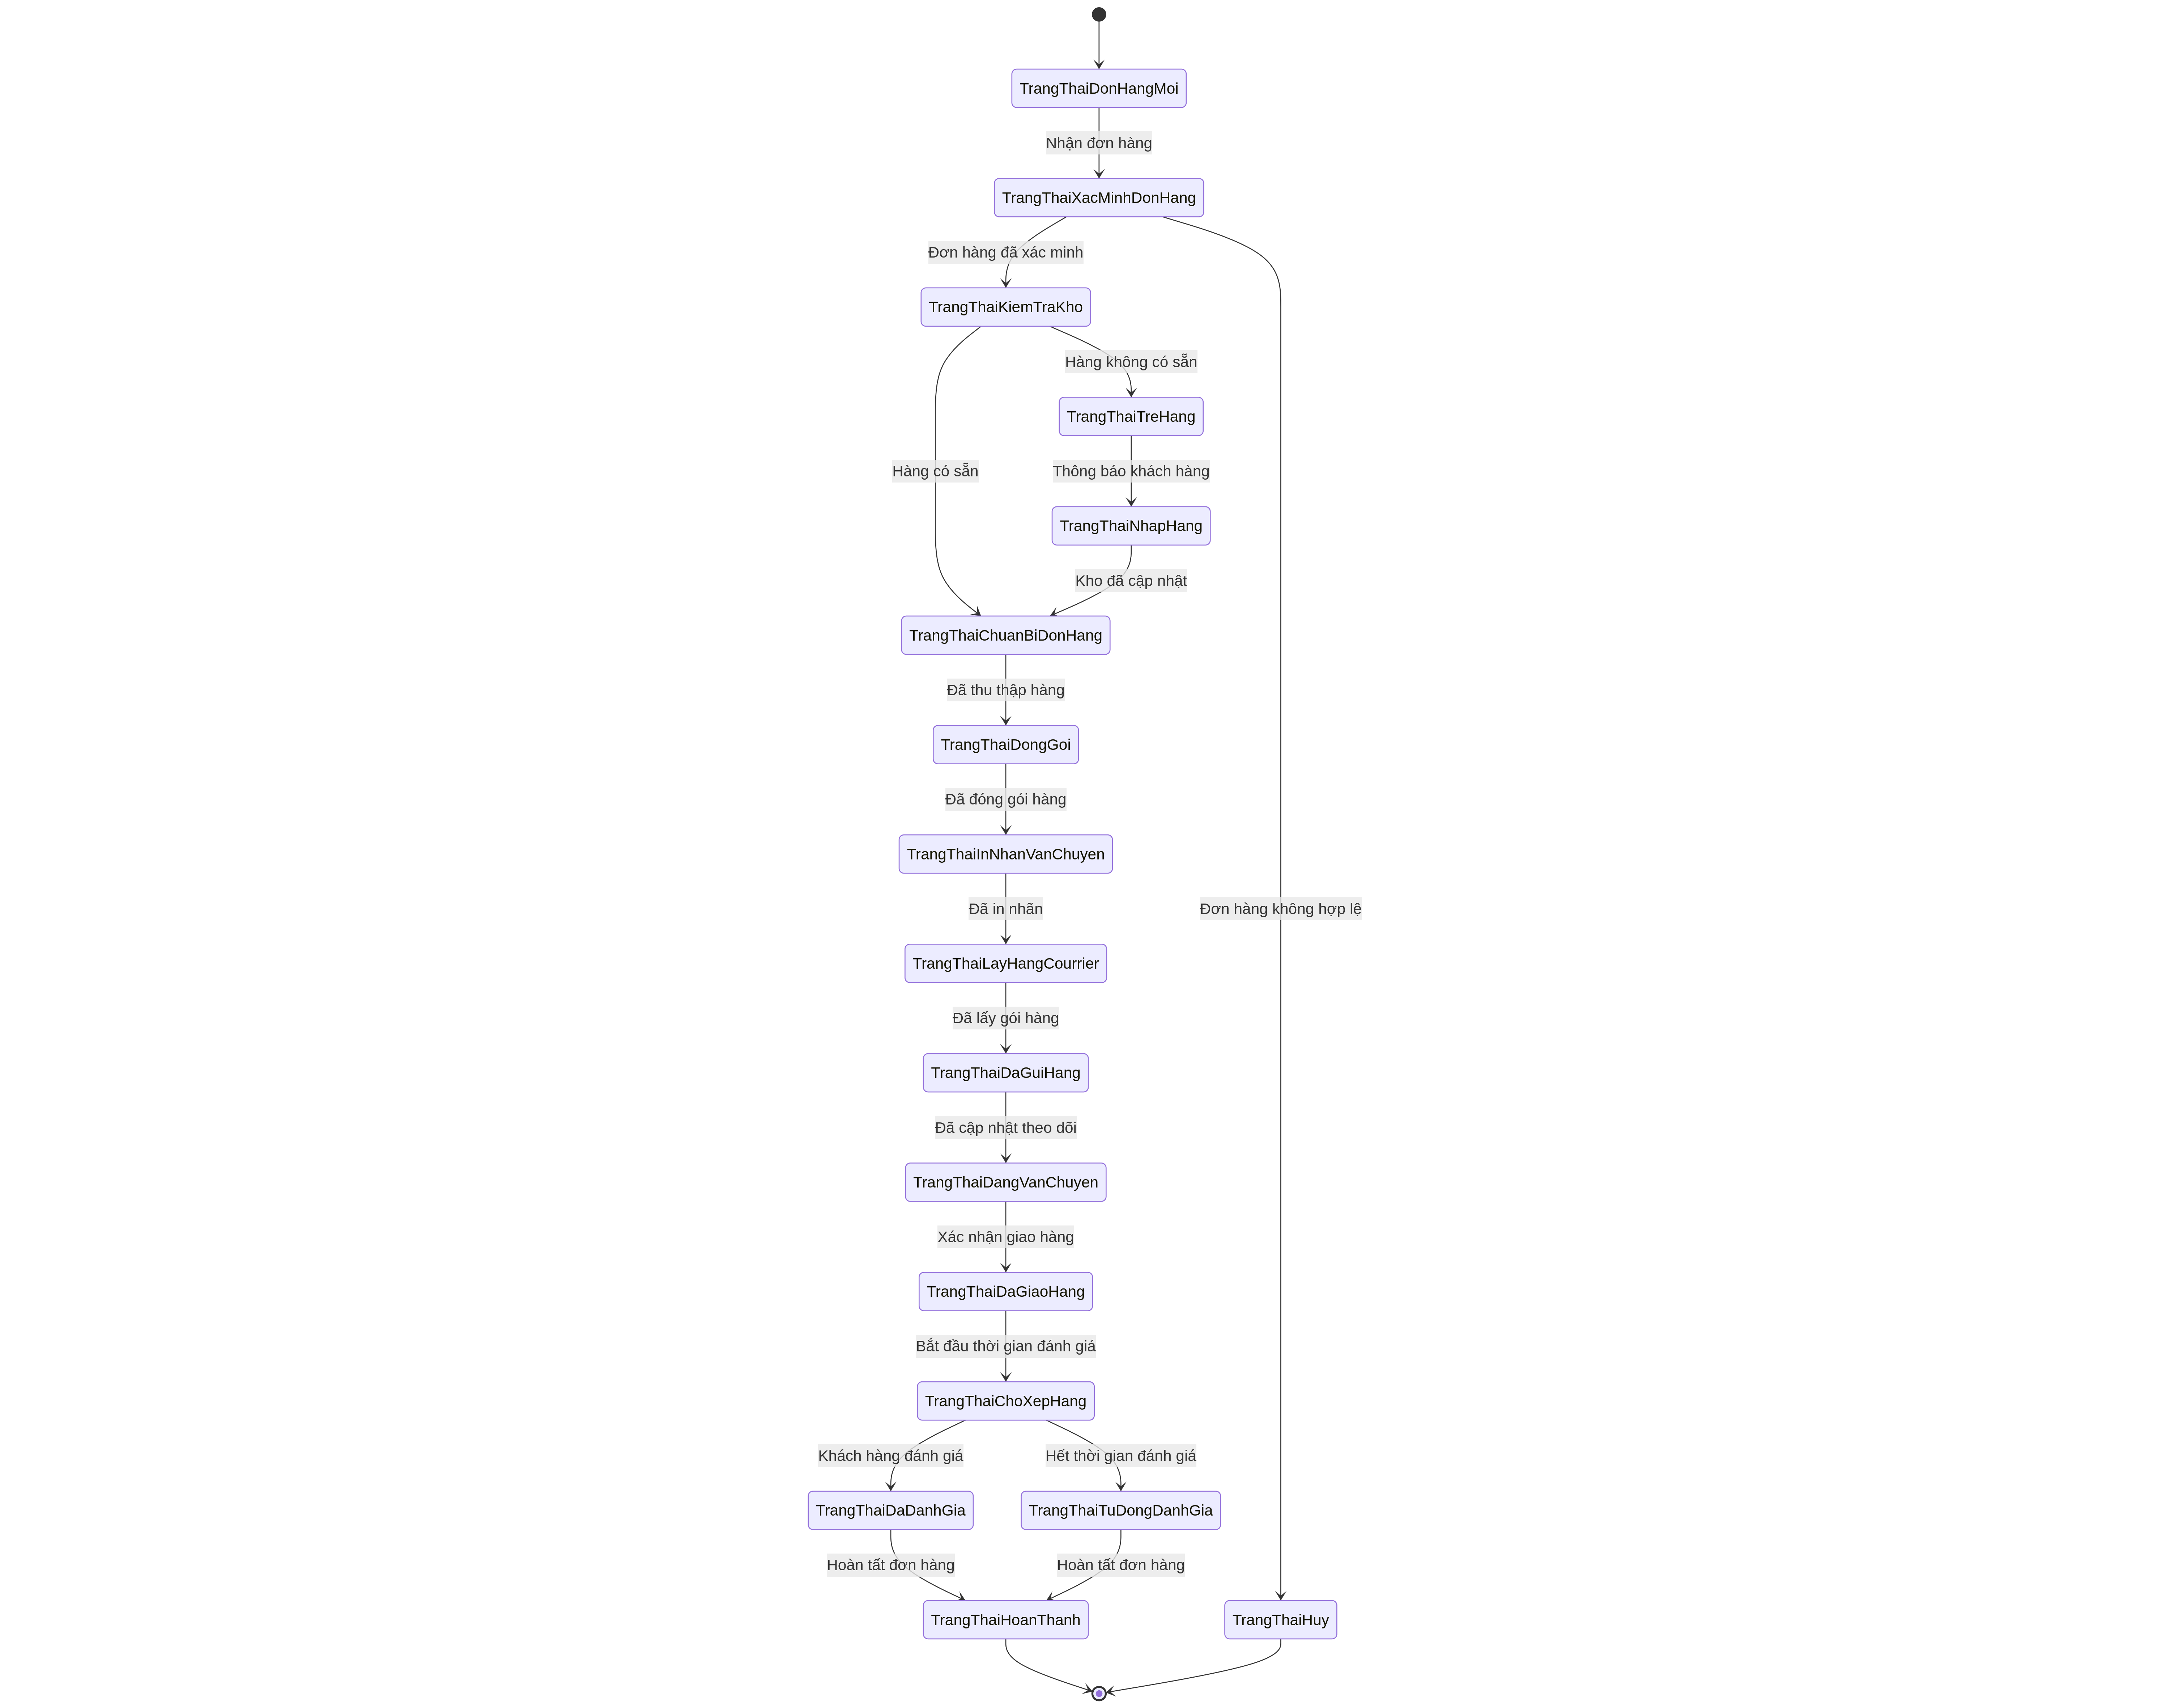 TrangThaiDonHangMoi
Nhận đơn hàng
TrangThaiXacMinhDonHang
Đơn hàng đã xác minh
TrangThaiKiemTraKho
Hàng không có sẵn
TrangThaiTreHang
Hàng có sẵn
Thông báo khách hàng
TrangThaiNhapHang
Kho đã cập nhật
TrangThaiChuanBiDonHang
Đã thu thập hàng
TrangThaiDongGoi
Đã đóng gói hàng
TrangThaiInNhanVanChuyen
Đã in nhãn
Đơn hàng không hợp lệ
TrangThaiLayHangCourrier
Đã lấy gói hàng
TrangThaiDaGuiHang
Đã cập nhật theo dõi
TrangThaiDangVanChuyen
Xác nhận giao hàng
TrangThaiDaGiaoHang
Bắt đầu thời gian đánh giá
TrangThaiChoXepHang
Khách hàng đánh giá
Hết thời gian đánh giá
TrangThaiDaDanhGia
TrangThaiTuDongDanhGia
Hoàn tất đơn hàng
Hoàn tất đơn hàng
TrangThaiHoanThanh
TrangThaiHuy